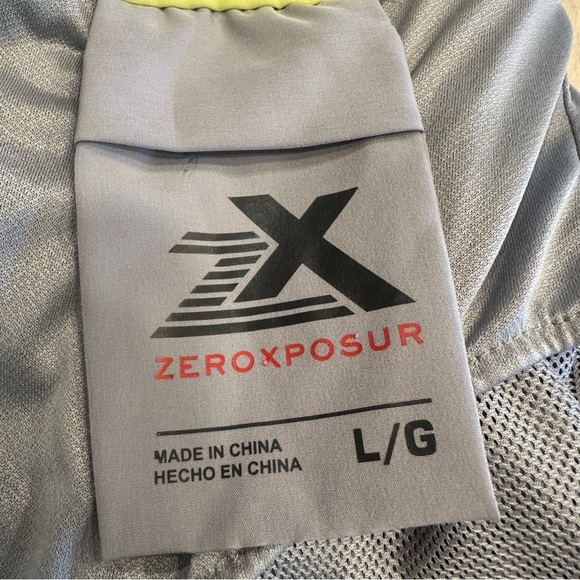 ZX
ZEROXPOSUR
MADE IN CHINA
HECHO EN CHINA
L/G